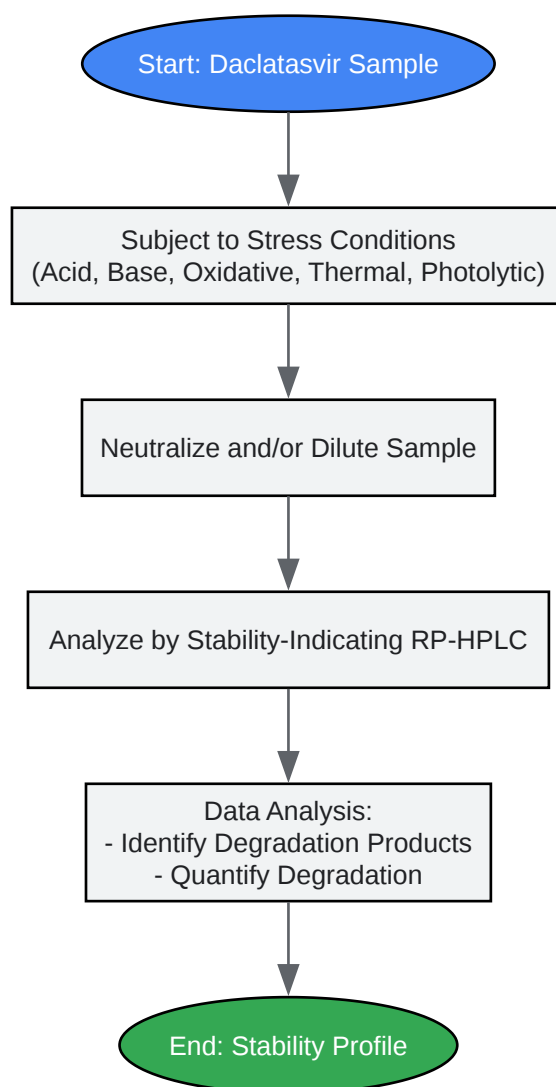 Start: Daclatasvir Sample
Subject to Stress Conditions
(Acid, Base, Oxidative, Thermal, Photolytic)
Neutralize and/or Dilute Sample
Analyze by Stability-Indicating RP-HPLC
Data Analysis:
- Identify Degradation Products
- Quantify Degradation
End: Stability Profile